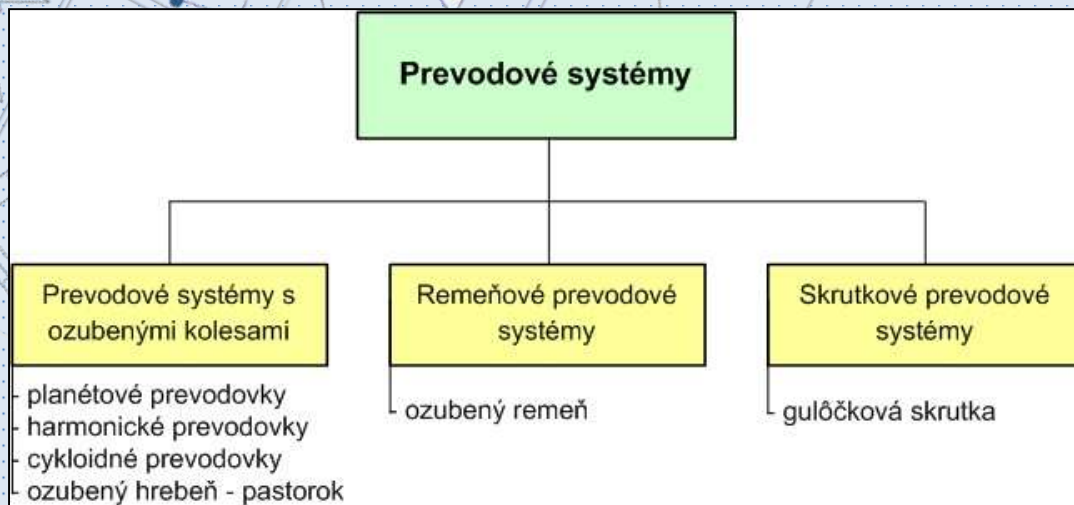 Prevodové systémy
Prevodové systémy s
ozubenými kolesami
- planétové prevodovky
- harmonické prevodovky
- cykloidné prevodovky
- ozubený hrebeň - pastorok
Remeňové prevodové
systémy
- ozubený remeň
Skrutkové prevodové
systémy
- gulôčková skrutka